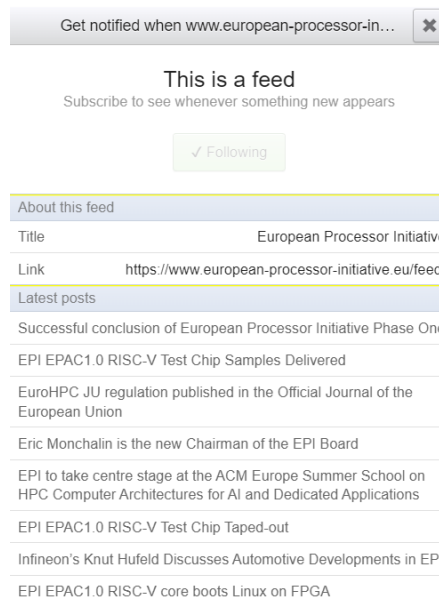 Get notified when www.european-processor-in...
This is a feed
Subscribe to see whenever something new appears
✓ Following
About this feed
Title European Processor Initiative
Link https://www.european-processor-initiative.eu/feed
Latest posts
Successful conclusion of European Processor Initiative Phase One
EPI EPAC1.0 RISC-V Test Chip Samples Delivered
EuroHPC JU regulation published in the Official Journal of the
European Union
Eric Monchalin is the new Chairman of the EPI Board
EPI to take centre stage at the ACM Europe Summer School on
HPC Computer Architectures for AI and Dedicated Applications
EPI EPAC1.0 RISC-V Test Chip Taped-out
Infineon's Knut Hufeld Discusses Automotive Developments in EP
EPI EPAC1.0 RISC-V core boots Linux on FPGA